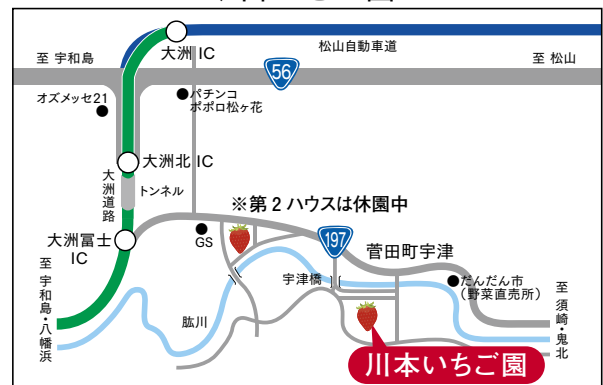 大洲 IC
松山自動車道
至 宇和島
至 松山
56
オズメッセ21
パチンコ
ポポロ松ヶ花
大洲北 IC
大洲道路
トンネル
※第 2 ハウスは休園中
大洲冨士
IC
GS
197
菅田町宇津
至 宇和島・八幡浜
宇津橋
だんだん市
（野菜直売所）
肱川
至 須崎・鬼北
川本いちご園